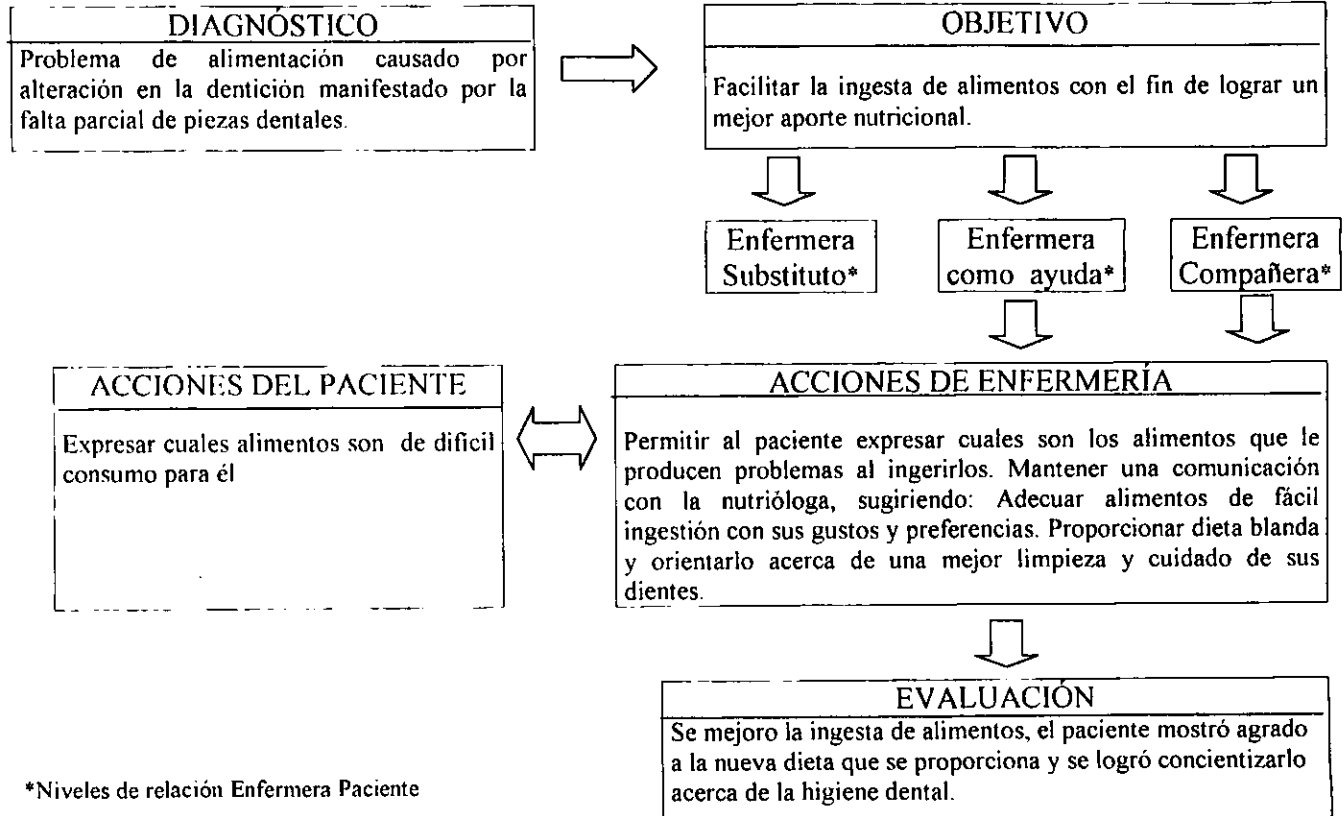 DIAGNÓSTICO
Problema de alimentación causado por
alteración en la dentición manifestado por la
falta parcial de piezas dentales.
OBJETIVO
Facilitar la ingesta de alimentos con el fin de lograr un
mejor aporte nutricional.
Enfermera
Substituto*
Enfermera
como ayuda*
Enfermera
Compañera*
ACCIONES DEL PACIENTE
Expresar cuales alimentos son de dificil
consumo para él
ACCIONES DE ENFERMERÍA
Permitir al paciente expresar cuales son los alimentos que le
producen problemas al ingerirlos. Mantener una comunicación
con la nutrióloga, sugiriendo: Adecuar alimentos de fácil
ingestión con sus gustos y preferencias. Proporcionar dieta blanda
y orientarlo acerca de una mejor limpieza y cuidado de sus
dientes.
EVALUACIÓN
Se mejoro la ingesta de alimentos, el paciente mostró agrado
a la nueva dieta que se proporciona y se logró concientizarlo
acerca de la higiene dental.
*Niveles de relación Enfermera Paciente